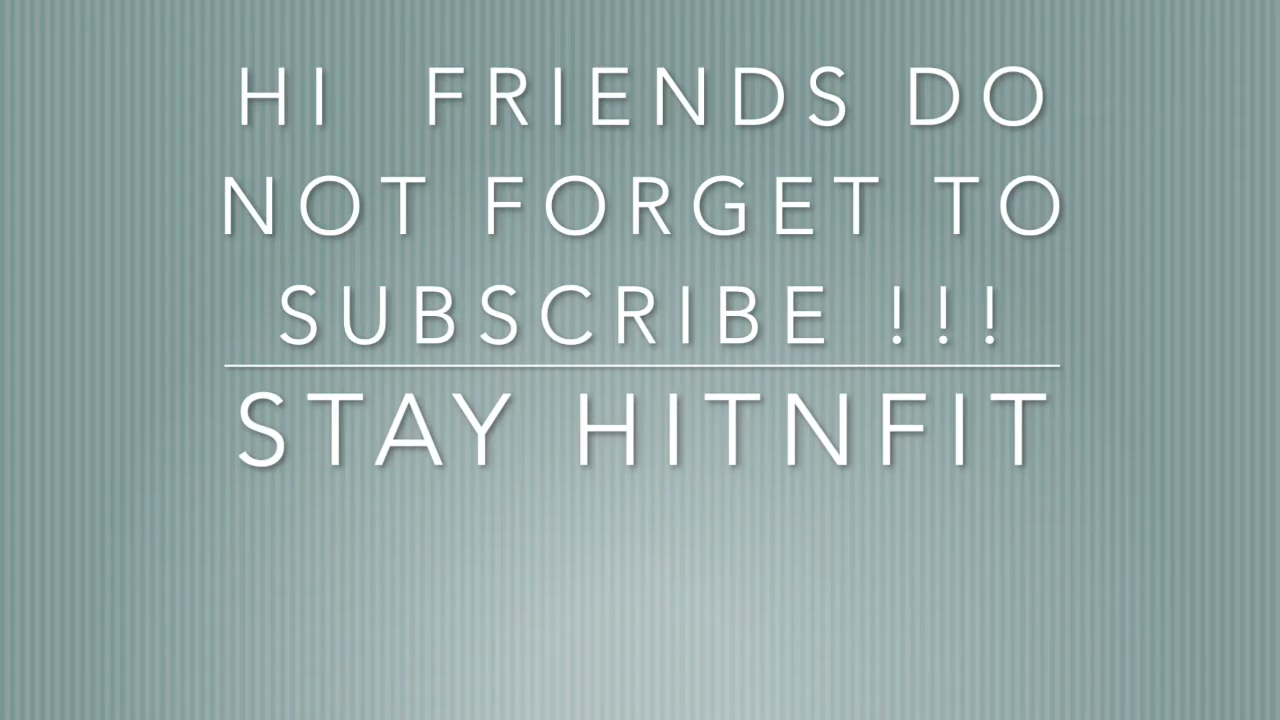 HI FRIENDS DO
NOT FORGET TO
SUBSCRIBE !!!
STAY HITNFIT